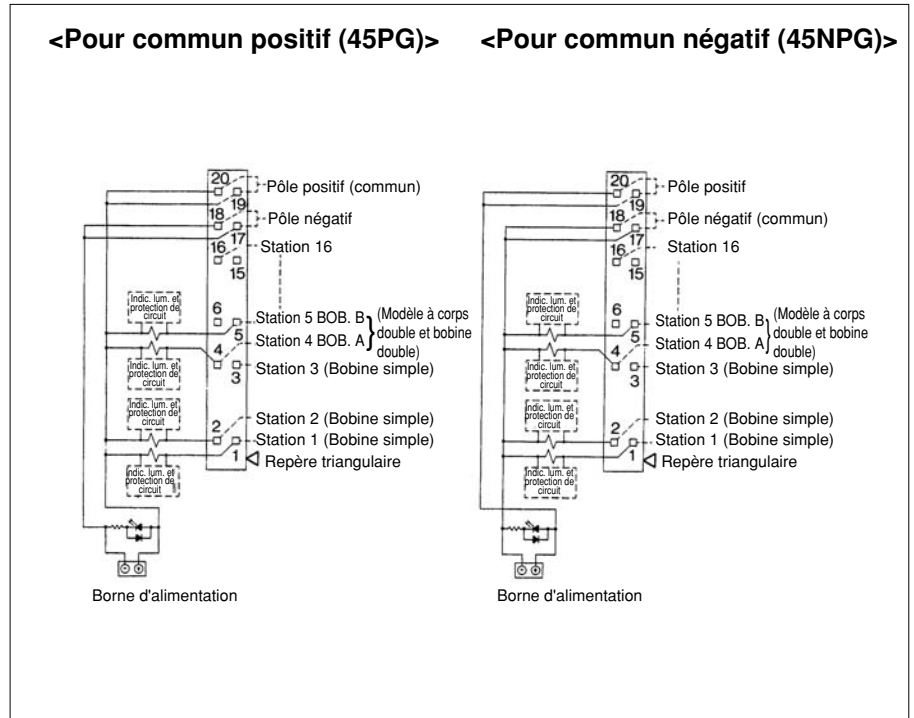 <Pour commun positif (45PG)>
20
Pôle positif (commun)
19
18
Pôle négatif
17
16
Station 16
15
Indic. lum. et protection de circuit
6
Station 5 BOB. B
5
(Modèle à corps double et bobine double)
4
Station 4 BOB. A
Indic. lum. et protection de circuit
3
Station 3 (Bobine simple)
Indic. lum. et protection de circuit
2
Station 2 (Bobine simple)
Station 1 (Bobine simple)
1
Repère triangulaire
Indic. lum. et protection de circuit
Borne d'alimentation
<Pour commun négatif (45NPG)>
20
Pôle positif
19
18
Pôle négatif (commun)
17
16
Station 16
15
Indic. lum. et protection de circuit
6
Station 5 BOB. B
5
(Modèle à corps double et bobine double)
4
Station 4 BOB. A
Indic. lum. et protection de circuit
3
Station 3 (Bobine simple)
Indic. lum. et protection de circuit
2
Station 2 (Bobine simple)
Station 1 (Bobine simple)
1
Repère triangulaire
Indic. lum. et protection de circuit
Borne d'alimentation